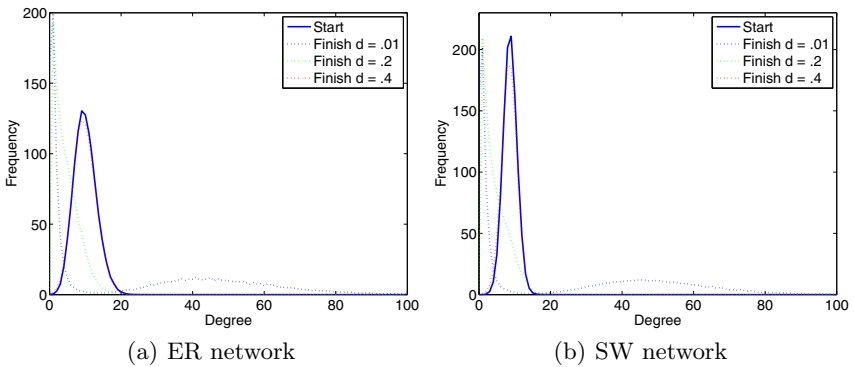 200
150
100
50
0
Frequency
0 20 40 60 80 100
Degree
Start
Finish d = .01
Finish d = .2
Finish d = .4
(a) ER network
200
150
100
50
0
Frequency
0 20 40 60 80 100
Degree
Start
Finish d = .01
Finish d = .2
Finish d = .4
(b) SW network